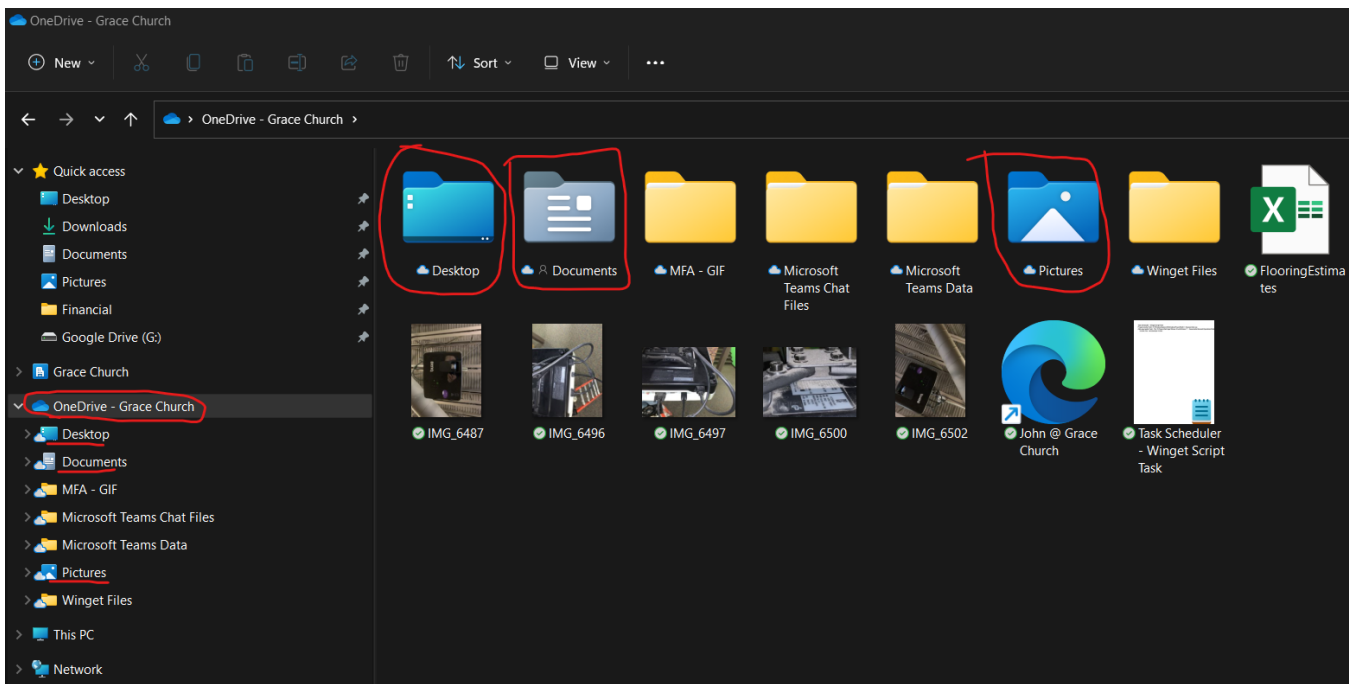 OneDrive - Grace Church
New
Sort
View
OneDrive - Grace Church
Quick access
Desktop
Downloads
Documents
Pictures
Financial
Google Drive (G:)
Grace Church
OneDrive - Grace Church
Desktop
Documents
MFA - GIF
Microsoft Teams Chat Files
Microsoft Teams Data
Pictures
Winget Files
This PC
Network
Desktop
Documents
MFA - GIF
Microsoft
Teams Chat
Files
Microsoft
Teams Data
Pictures
Winget Files
FlooringEstima
tes
IMG_6487
IMG_6496
IMG_6497
IMG_6500
IMG_6502
John @ Grace
Church
Task Scheduler
- Winget Script
Task